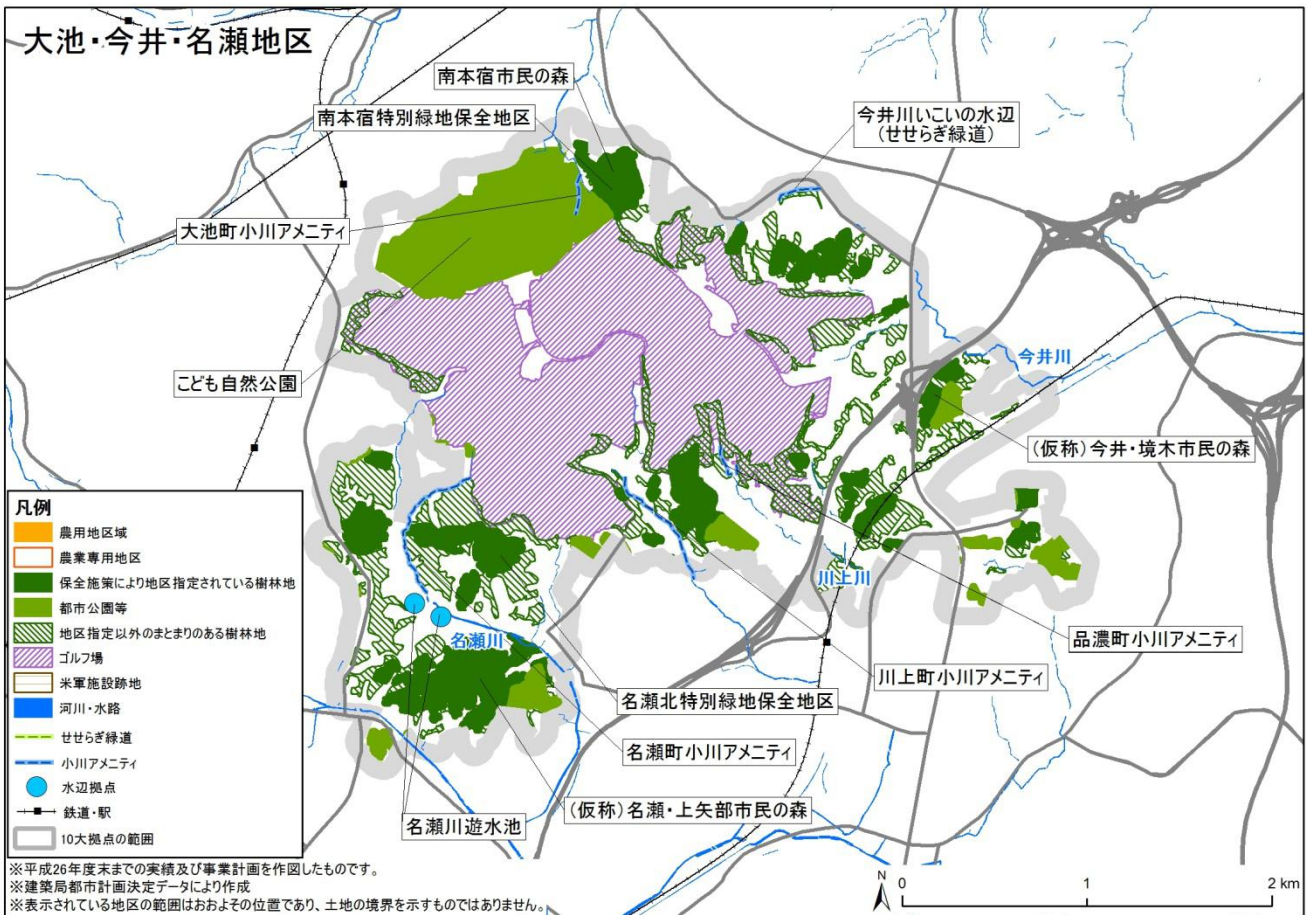 大池・今井・名瀬地区
南本宿市民の森
南本宿特別緑地保全地区
今井川いこいの水辺
(せせらぎ緑道)
大池町小川アメニティ
こども自然公園
今井川
(仮称)今井・境木市民の森
川上川
品濃町小川アメニティ
川上町小川アメニティ
名瀬川
名瀬北特別緑地保全地区
名瀬町小川アメニティ
(仮称)名瀬・上矢部市民の森
名瀬川遊水池
凡例
農用地区域
農業専用地区
保全施策により地区指定されている樹林地
都市公園等
地区指定以外のまとまりのある樹林地
ゴルフ場
米軍施設跡地
河川・水路
せせらぎ緑道
小川アメニティ
水辺拠点
鉄道・駅
10大拠点の範囲
※平成26年度末までの実績及び事業計画を作図したものです。
※建築局都市計画決定データにより作成
※表示されている地区の範囲はおおよその位置であり、土地の境界を示すものではありません。
N
0 1 2 km